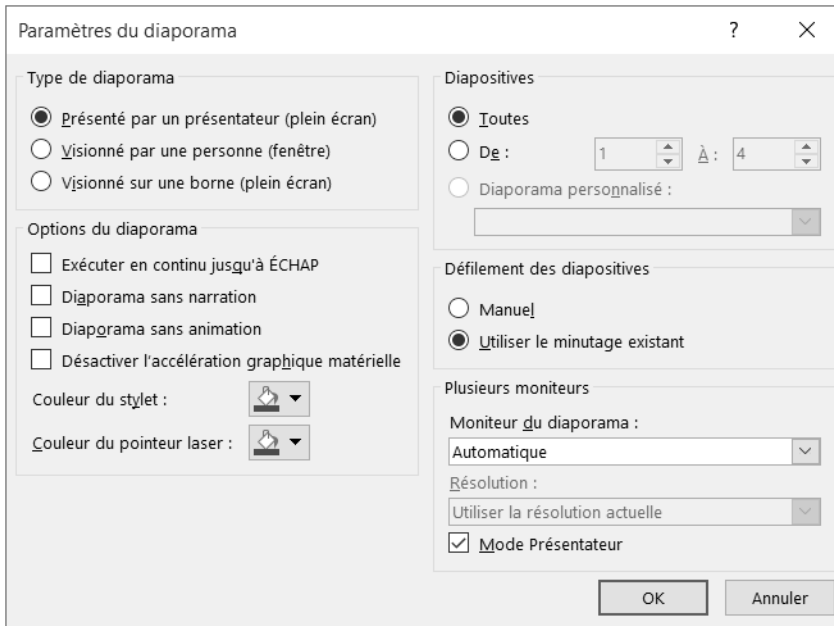 Paramètres du diaporama
?
Type de diaporama
Présenté par un présentateur (plein écran)
Visionné par une personne (fenêtre)
Visionné sur une borne (plein écran)
Options du diaporama
Exécuter en continu jusqu'à ÉCHAP
Diaporama sans narration
Diaporama sans animation
Désactiver l'accélération graphique matérielle
Couleur du stylet :
Couleur du pointeur laser :
Diapositives
Toutes
De : 1 À : 4
Diaporama personnalisé :
Défilement des diapositives
Manuel
Utiliser le minutage existant
Plusieurs moniteurs
Moniteur du diaporama :
Automatique
Résolution :
Utiliser la résolution actuelle
Mode Présentateur
OK Annuler